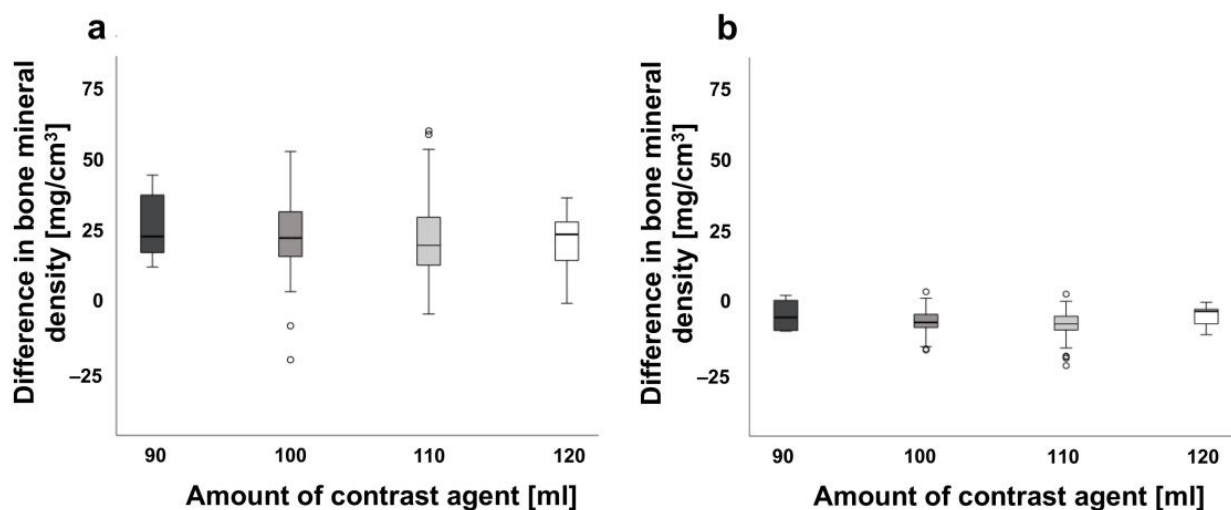 a
Difference in bone mineral
density [mg/cm³]
75
50
25
0
–25
90 100 110 120
Amount of contrast agent [ml]
b
Difference in bone mineral
density [mg/cm³]
75
50
25
0
–25
90 100 110 120
Amount of contrast agent [ml]